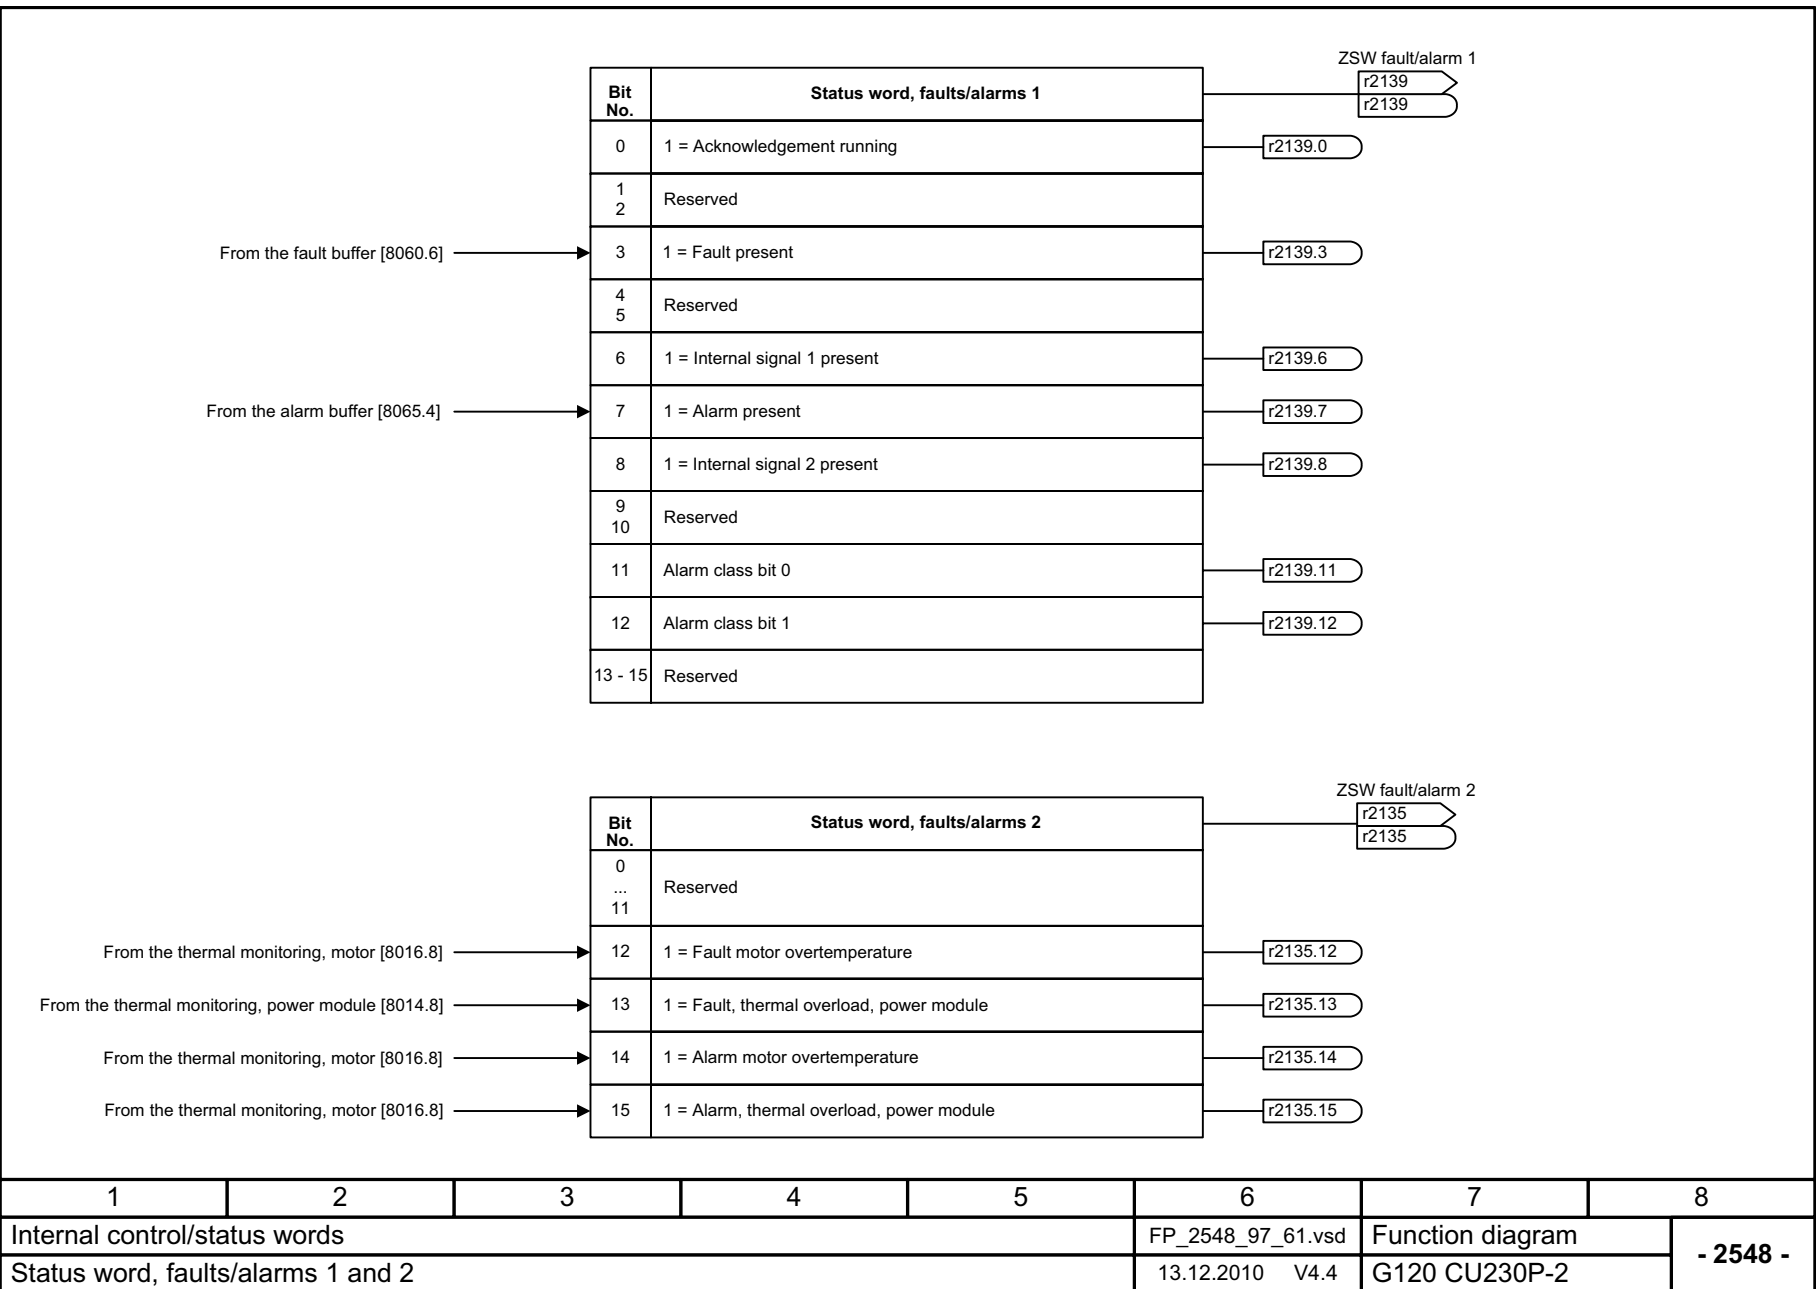 ZSW fault/alarm 1
Bit No. Status word, faults/alarms 1 r2139
r2139
0 1 = Acknowledgement running r2139.0
1
2 Reserved
From the fault buffer [8060.6] 3 1 = Fault present r2139.3
4
5 Reserved
6 1 = Internal signal 1 present r2139.6
From the alarm buffer [8065.4] 7 1 = Alarm present r2139.7
8 1 = Internal signal 2 present r2139.8
9
10 Reserved
11 Alarm class bit 0 r2139.11
12 Alarm class bit 1 r2139.12
13 - 15 Reserved
ZSW fault/alarm 2
Bit No. Status word, faults/alarms 2 r2135
r2135
0
... Reserved
11
From the thermal monitoring, motor [8016.8] 12 1 = Fault motor overtemperature r2135.12
From the thermal monitoring, power module [8014.8] 13 1 = Fault, thermal overload, power module r2135.13
From the thermal monitoring, motor [8016.8] 14 1 = Alarm motor overtemperature r2135.14
From the thermal monitoring, motor [8016.8] 15 1 = Alarm, thermal overload, power module r2135.15
1 2 3 4 5 6 7 8
Internal control/status words FP_2548_97_61.vsd Function diagram - 2548 -
Status word, faults/alarms 1 and 2 13.12.2010 V4.4 G120 CU230P-2